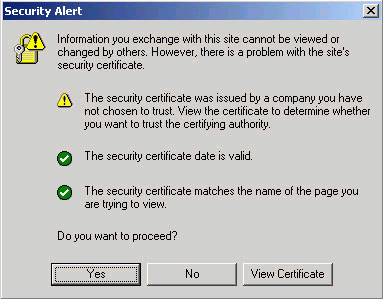 Security Alert
Information you exchange with this site cannot be viewed or
changed by others. However, there is a problem with the site's
security certificate.
The security certificate was issued by a company you have
not chosen to trust. View the certificate to determine whether
you want to trust the certifying authority.
The security certificate date is valid.
The security certificate matches the name of the page you
are trying to view.
Do you want to proceed?
Yes
No
View Certificate